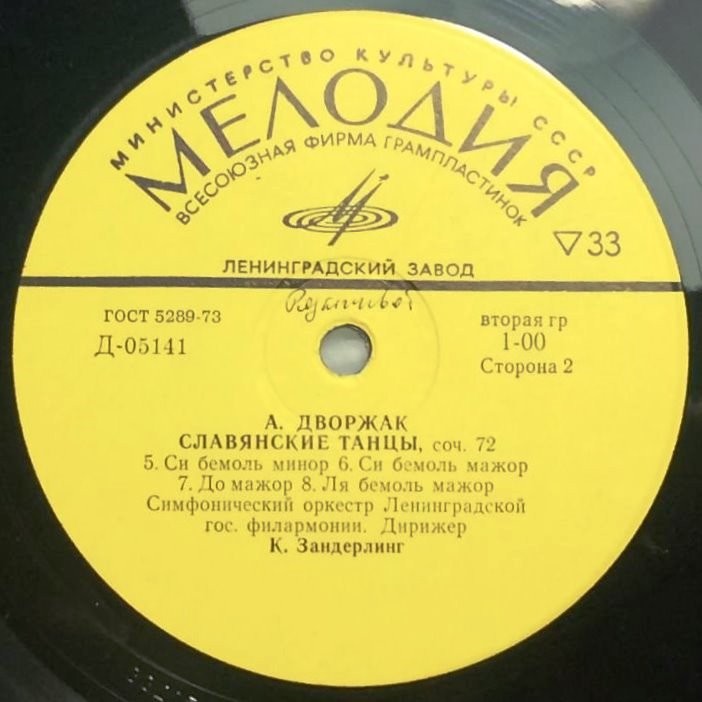 МИНИСТЕРСТВО КУЛЬТУРЫ СССР
МЕЛОДИЯ
ВСЕСОЮЗНАЯ ФИРМА ГРАМПЛАСТИНОК
▽33
ЛЕНИНГРАДСКИЙ ЗАВОД
ГОСТ 5289-73
Д-05141
вторая гр
1-00
Сторона 2
А. ДВОРЖАК
СЛАВЯНСКИЕ ТАНЦЫ, соч. 72
5. Си бемоль минор 6. Си бемоль мажор
7. До мажор 8. Ля бемоль мажор
Симфонический оркестр Ленинградской
гос. филармонии. Дирижер
К. Зандерлинг